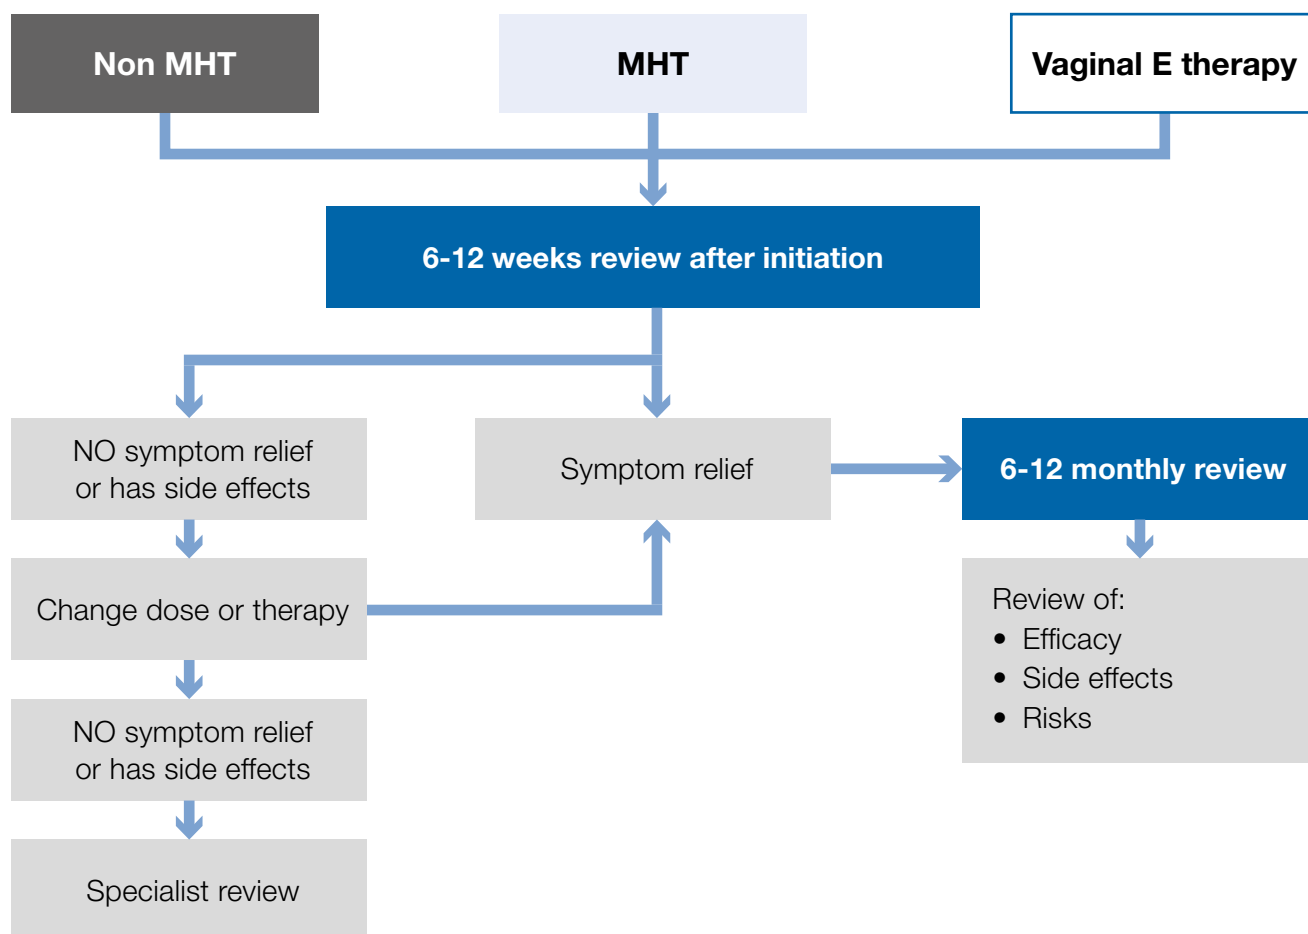 Non MHT
MHT
Vaginal E therapy
6-12 weeks review after initiation
NO symptom relief
or has side effects
Symptom relief
6-12 monthly review
Change dose or therapy
Review of:
• Efficacy
• Side effects
• Risks
NO symptom relief
or has side effects
Specialist review